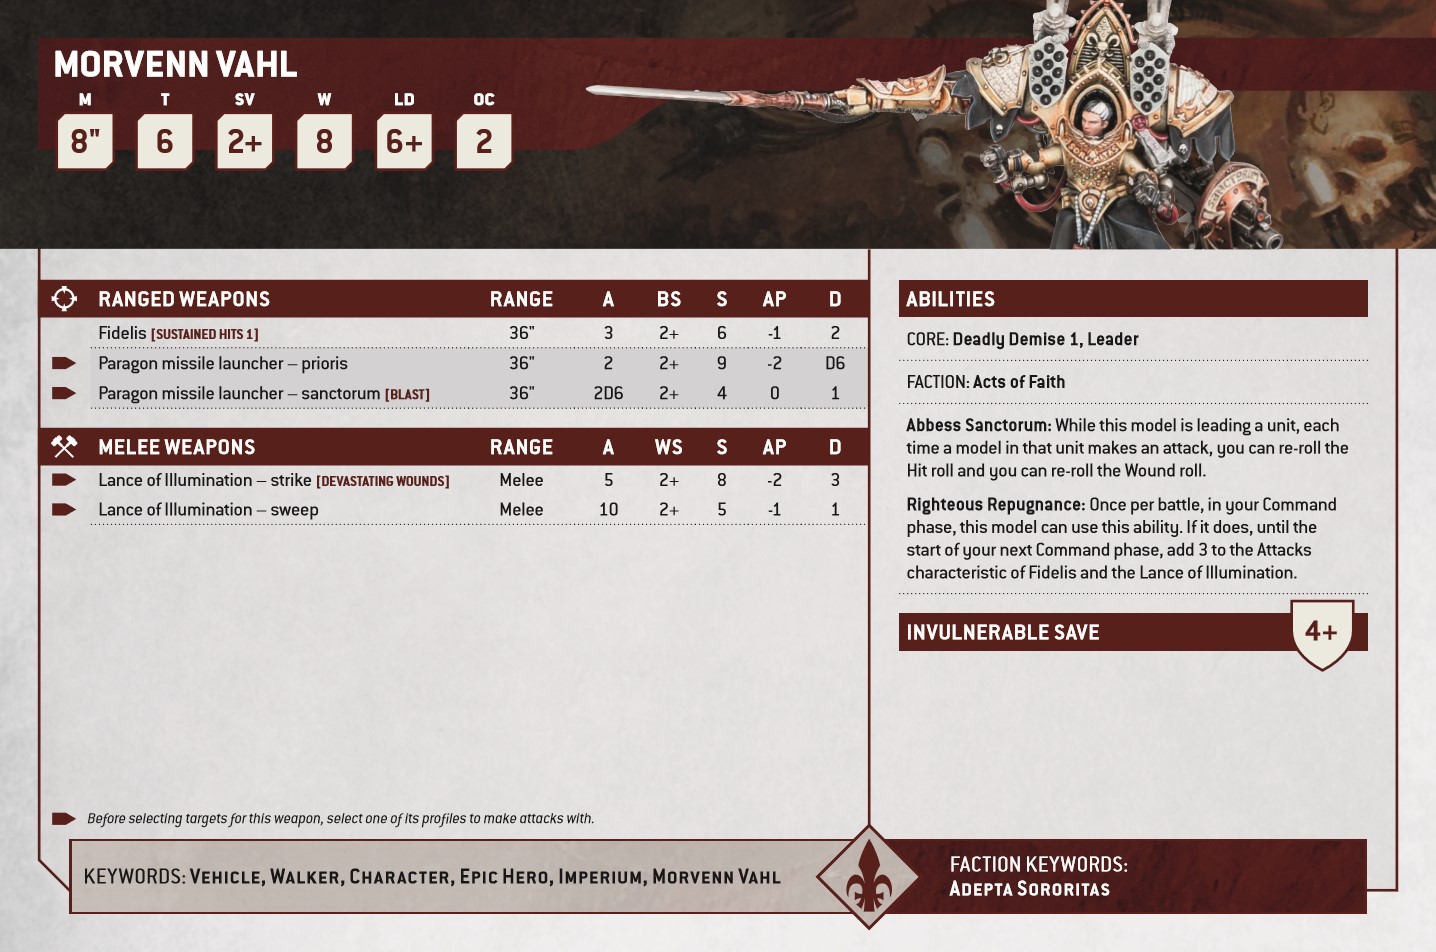 MORVENN VAHL
M T SV W LD OC
8" 6 2+ 8 6+ 2
SORORITAS
SANCTORUM
RANGED WEAPONS RANGE A BS S AP D
Fidelis [SUSTAINED HITS 1] 36" 3 2+ 6 -1 2
Paragon missile launcher – prioris 36" 2 2+ 9 -2 D6
Paragon missile launcher – sanctorum [BLAST] 36" 2D6 2+ 4 0 1
MELEE WEAPONS RANGE A WS S AP D
Lance of Illumination – strike [DEVASTATING WOUNDS] Melee 5 2+ 8 -2 3
Lance of Illumination – sweep Melee 10 2+ 5 -1 1
Before selecting targets for this weapon, select one of its profiles to make attacks with.
ABILITIES
CORE: Deadly Demise 1, Leader
FACTION: Acts of Faith
Abbess Sanctorum: While this model is leading a unit, each
time a model in that unit makes an attack, you can re-roll the
Hit roll and you can re-roll the Wound roll.
Righteous Repugnance: Once per battle, in your Command
phase, this model can use this ability. If it does, until the
start of your next Command phase, add 3 to the Attacks
characteristic of Fidelis and the Lance of Illumination.
INVULNERABLE SAVE 4+
KEYWORDS: VEHICLE, WALKER, CHARACTER, EPIC HERO, IMPERIUM, MORVENN VAHL
FACTION KEYWORDS:
ADEPTA SORORITAS